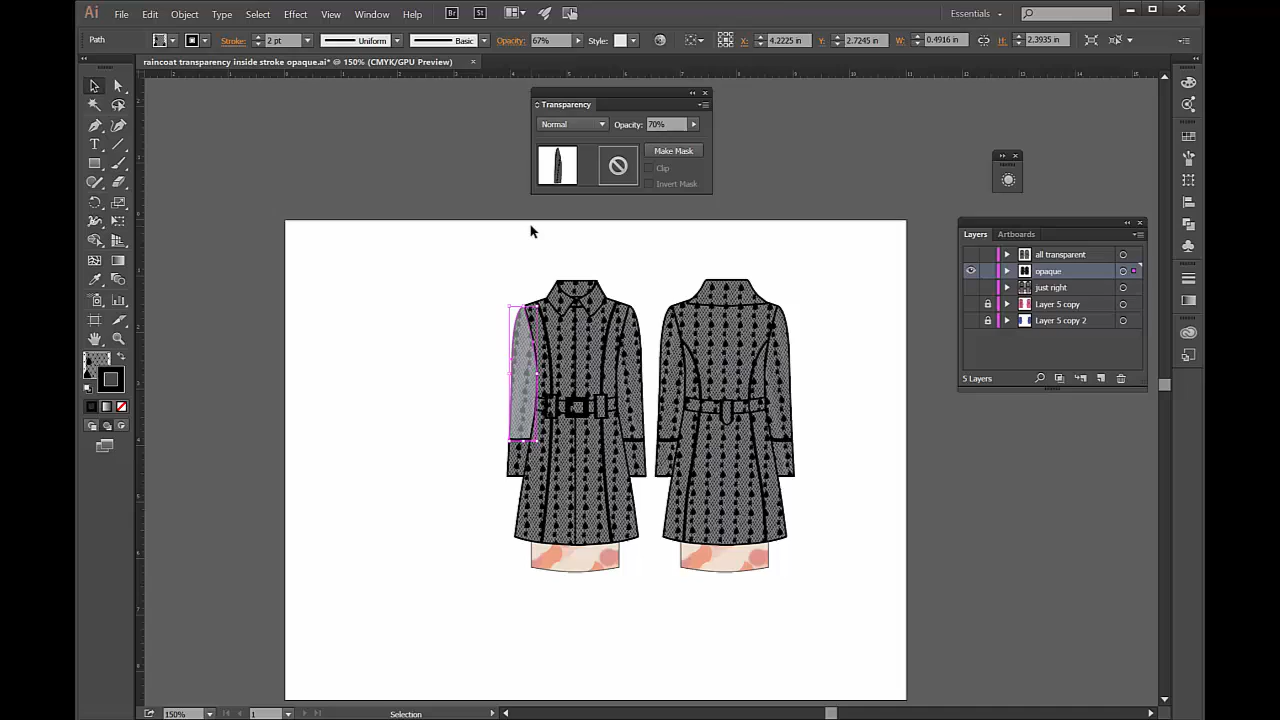 Ai File Edit Object Type Select Effect View Window Help Br St Essentials
Path Stroke: 2 pt Uniform Basic Opacity: 67% Style: X: 4.2225 in Y: 2.7245 in W: 0.4916 in H: 2.3935 in
raincoat transparency inside stroke opaque.ai* @ 150% (CMYK/GPU Preview)
Transparency
Normal Opacity: 70%
Make Mask
Clip
Invert Mask
Layers Artboards
all transparent
opaque
just right
Layer 5 copy
Layer 5 copy 2
5 Layers
150% 1 Selection